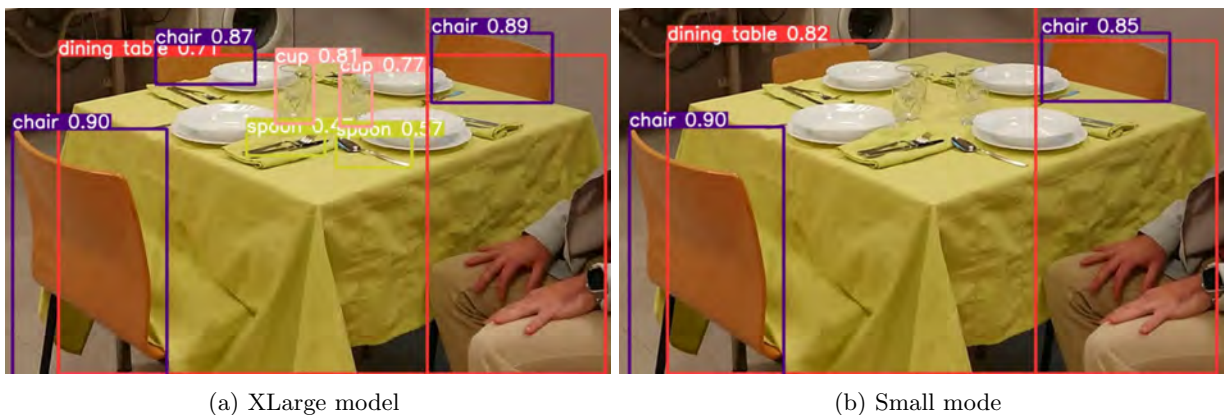 chair 0.87
chair 0.89
dining table 0.71
cup 0.81
cup 0.77
chair 0.90
spoon
spoon 0.57
(a) XLarge model
chair 0.85
dining table 0.82
chair 0.90
(b) Small mode